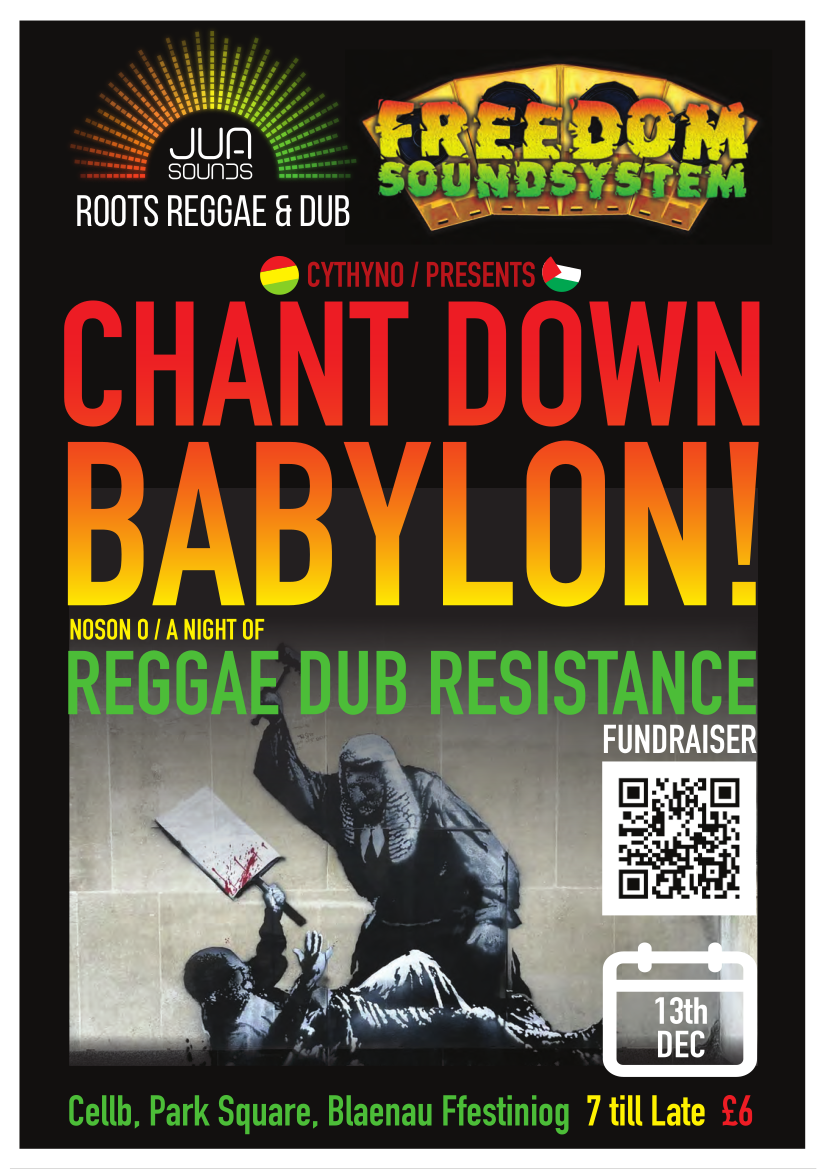 JUA
SOUNDS
ROOTS REGGAE & DUB
FREEDOM
SOUNDSYSTEM
CYTHYNO / PRESENTS
CHANT DOWN
BABYLON!
NOSON O / A NIGHT OF
REGGAE DUB RESISTANCE
FUNDRAISER
13th
DEC
Cellb, Park Square, Blaenau Ffestiniog 7 till Late £6